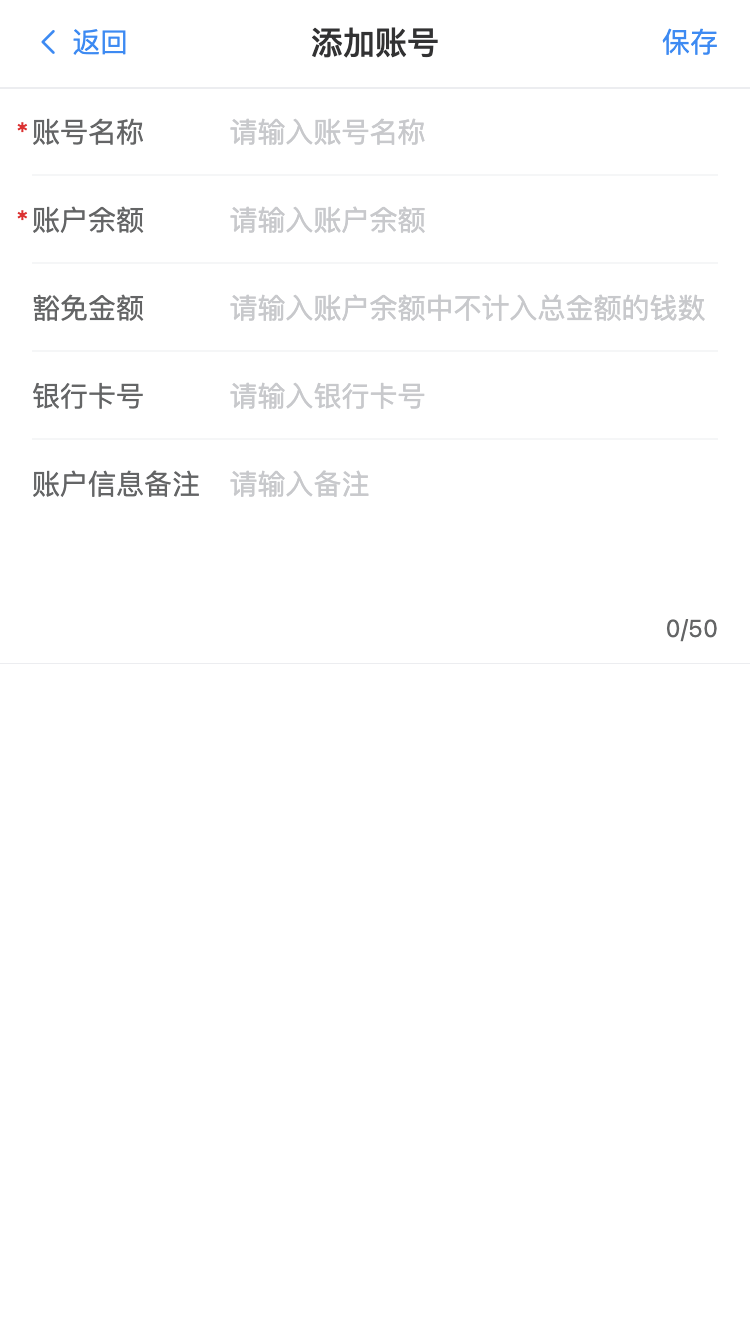 返回 添加账号 保存
*账号名称 请输入账号名称
*账户余额 请输入账户余额
豁免金额 请输入账户余额中不计入总金额的钱数
银行卡号 请输入银行卡号
账户信息备注 请输入备注
0/50